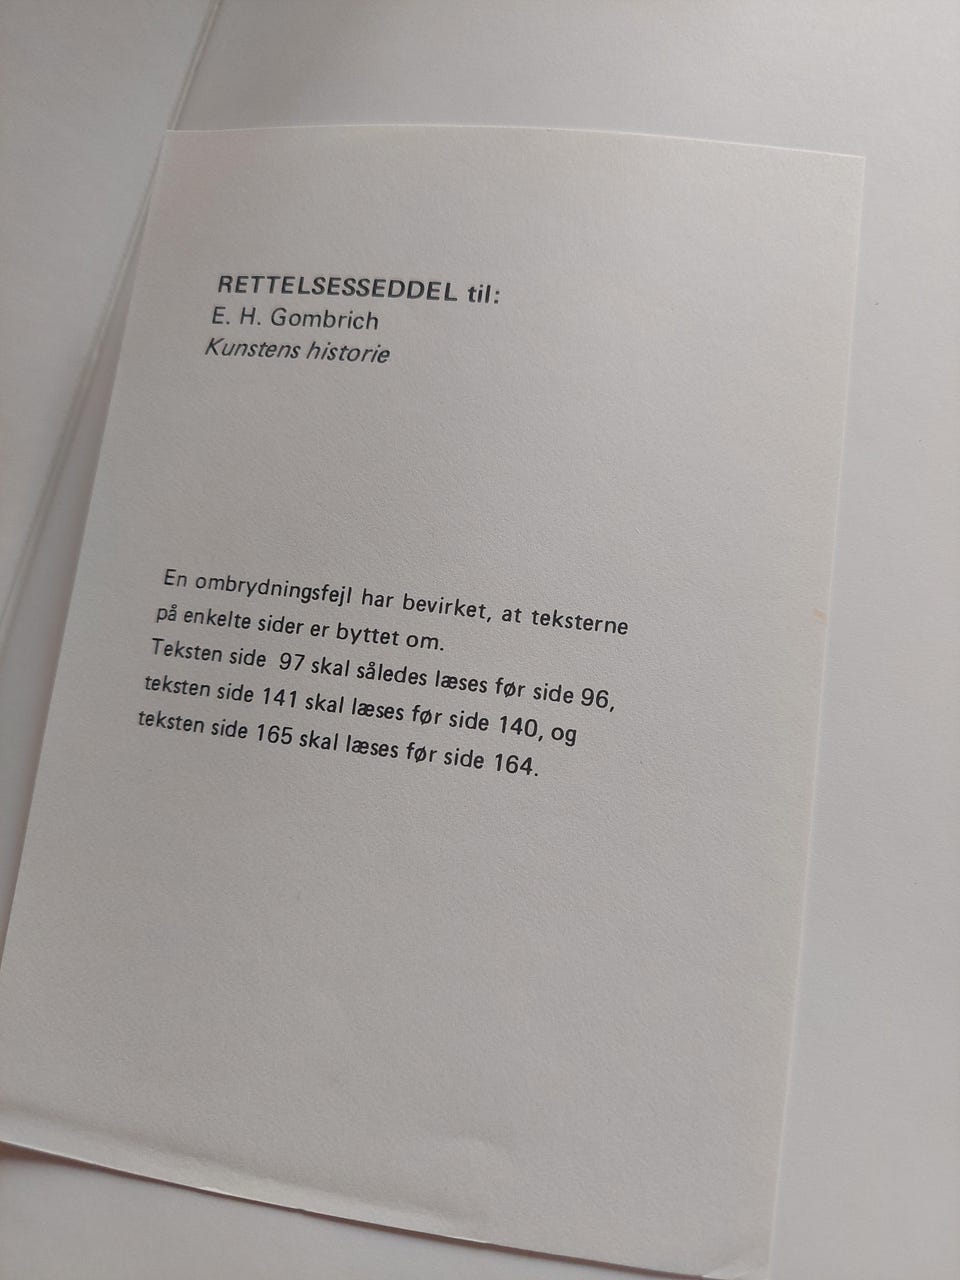 RETTELSESSEDDEL til:
E. H. Gombrich
Kunstens historie
En ombrydningsfejl har bevirket, at teksterne
på enkelte sider er byttet om.
Teksten side 97 skal således læses før side 96,
teksten side 141 skal læses før side 140, og
teksten side 165 skal læses før side 164.